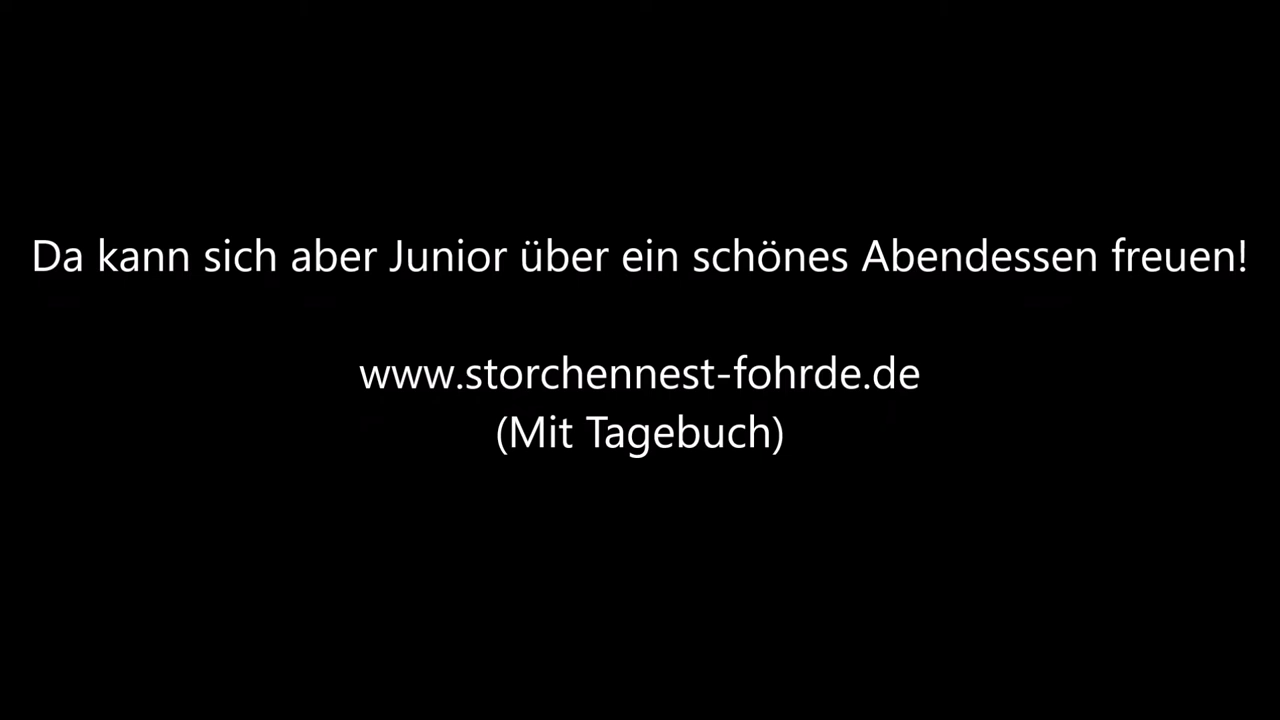 Da kann sich aber Junior über ein schönes Abendessen freuen!
www.storchennest-fohrde.de
(Mit Tagebuch)